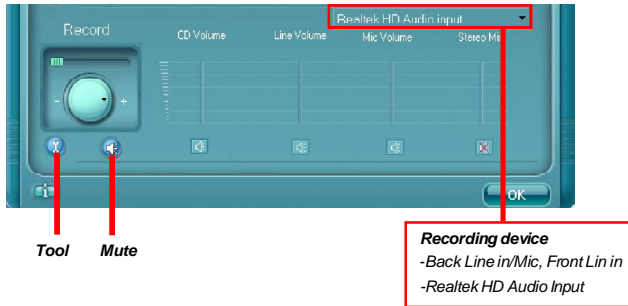 Realtek HD Audio input
Record
CD Volume
Line Volume
Mic Volume
Stereo Mix
- +
OK
Tool
Mute
Recording device
-Back Line in/Mic, Front Lin in
-Realtek HD Audio Input